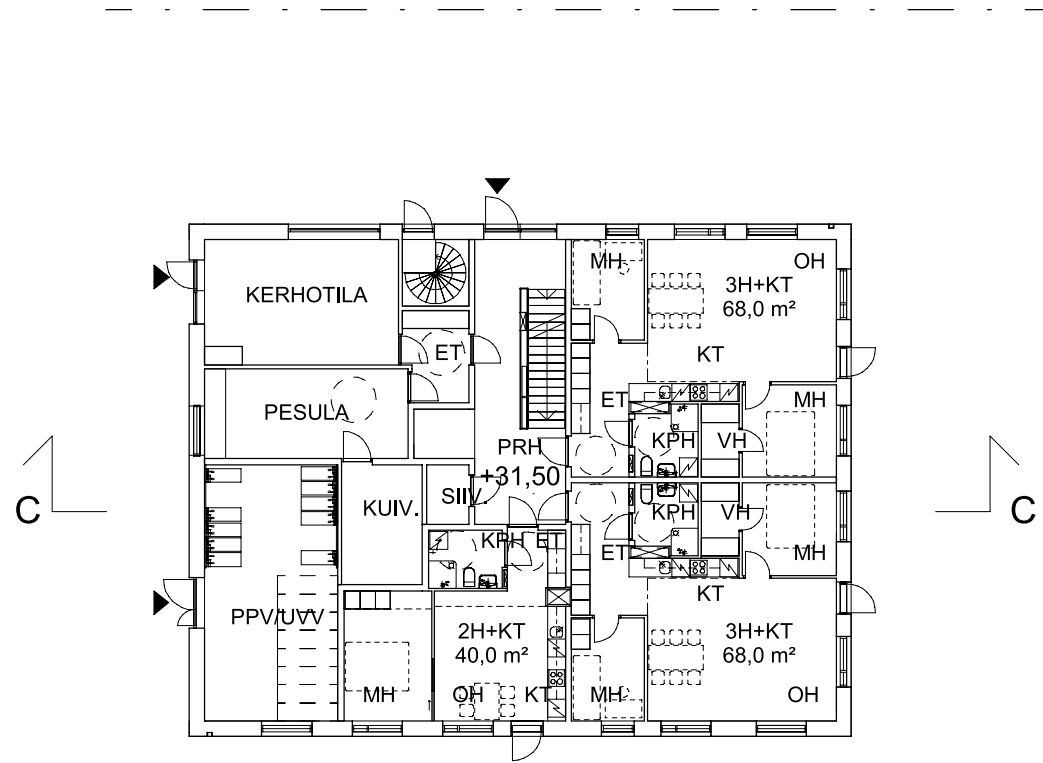 MH
OH
3H+KT
68,0 m²
KERHOTILA
ET
KT
PESULA
ET
MH
PRH
+31,50
KPH
VH
SIIV.
KUIV.
C
C
KPH
VH
KPH
ET
ET
MH
KT
PPV/UVV
2H+KT
40,0 m²
3H+KT
68,0 m²
MH
OH
KT
MH
OH